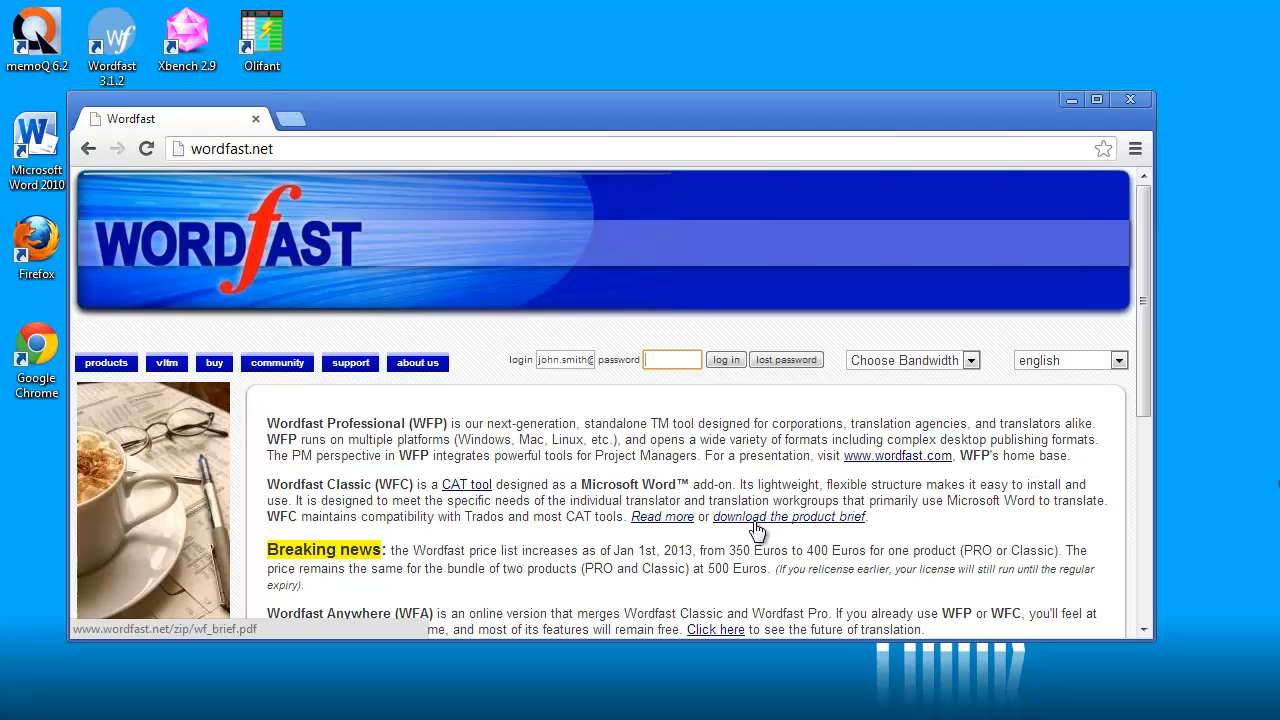 memoQ 6.2
Wordfast
3.1.2
Xbench 2.9
Olifant
Microsoft
Word 2010
Firefox
Google
Chrome
Wordfast
wordfast.net
WORDfAST
products vltm buy community support about us login john.smith@ password log in lost password Choose Bandwidth english
Wordfast Professional (WFP) is our next-generation, standalone TM tool designed for corporations, translation agencies, and translators alike.
WFP runs on multiple platforms (Windows, Mac, Linux, etc.), and opens a wide variety of formats including complex desktop publishing formats.
The PM perspective in WFP integrates powerful tools for Project Managers. For a presentation, visit www.wordfast.com, WFP's home base.
Wordfast Classic (WFC) is a CAT tool designed as a Microsoft Word™ add-on. Its lightweight, flexible structure makes it easy to install and
use. It is designed to meet the specific needs of the individual translator and translation workgroups that primarily use Microsoft Word to translate.
WFC maintains compatibility with Trados and most CAT tools. Read more or download the product brief.
Breaking news: the Wordfast price list increases as of Jan 1st, 2013, from 350 Euros to 400 Euros for one product (PRO or Classic). The
price remains the same for the bundle of two products (PRO and Classic) at 500 Euros. (If you relicense earlier, your license will still run until the regular
expiry).
Wordfast Anywhere (WFA) is an online version that merges Wordfast Classic and Wordfast Pro. If you already use WFP or WFC, you'll feel at
me, and most of its features will remain free. Click here to see the future of translation.
www.wordfast.net/zip/wf_brief.pdf